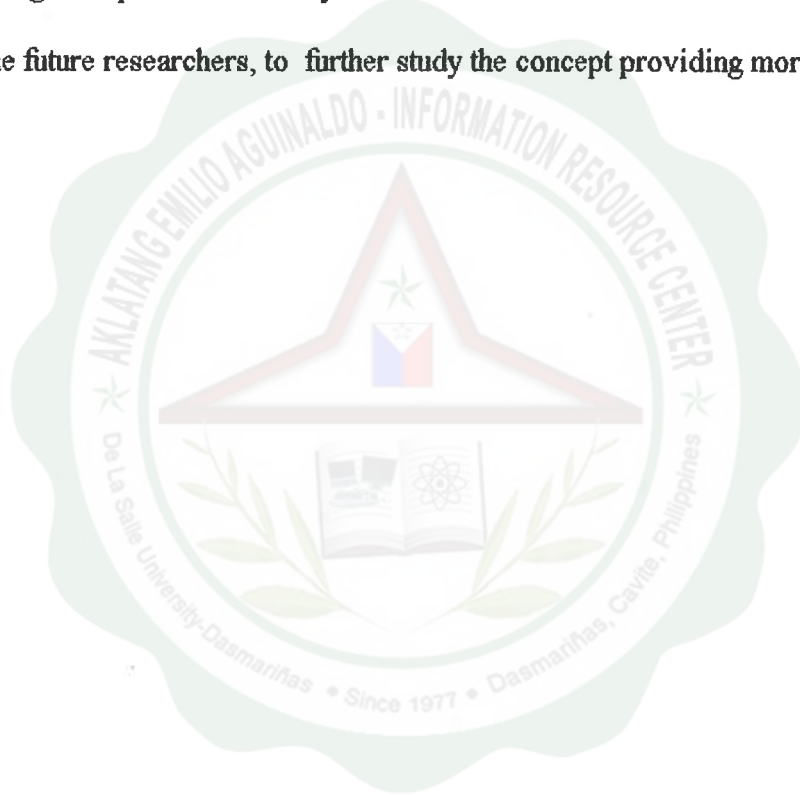 e future researchers, to further study the concept providing mor
AKLATANG EMILIO AGUINALDO - INFORMATION RESOURCE CENTER
De La Salle University-Dasmariñas • Since 1977 • Dasmariñas, Cavite, Philippines